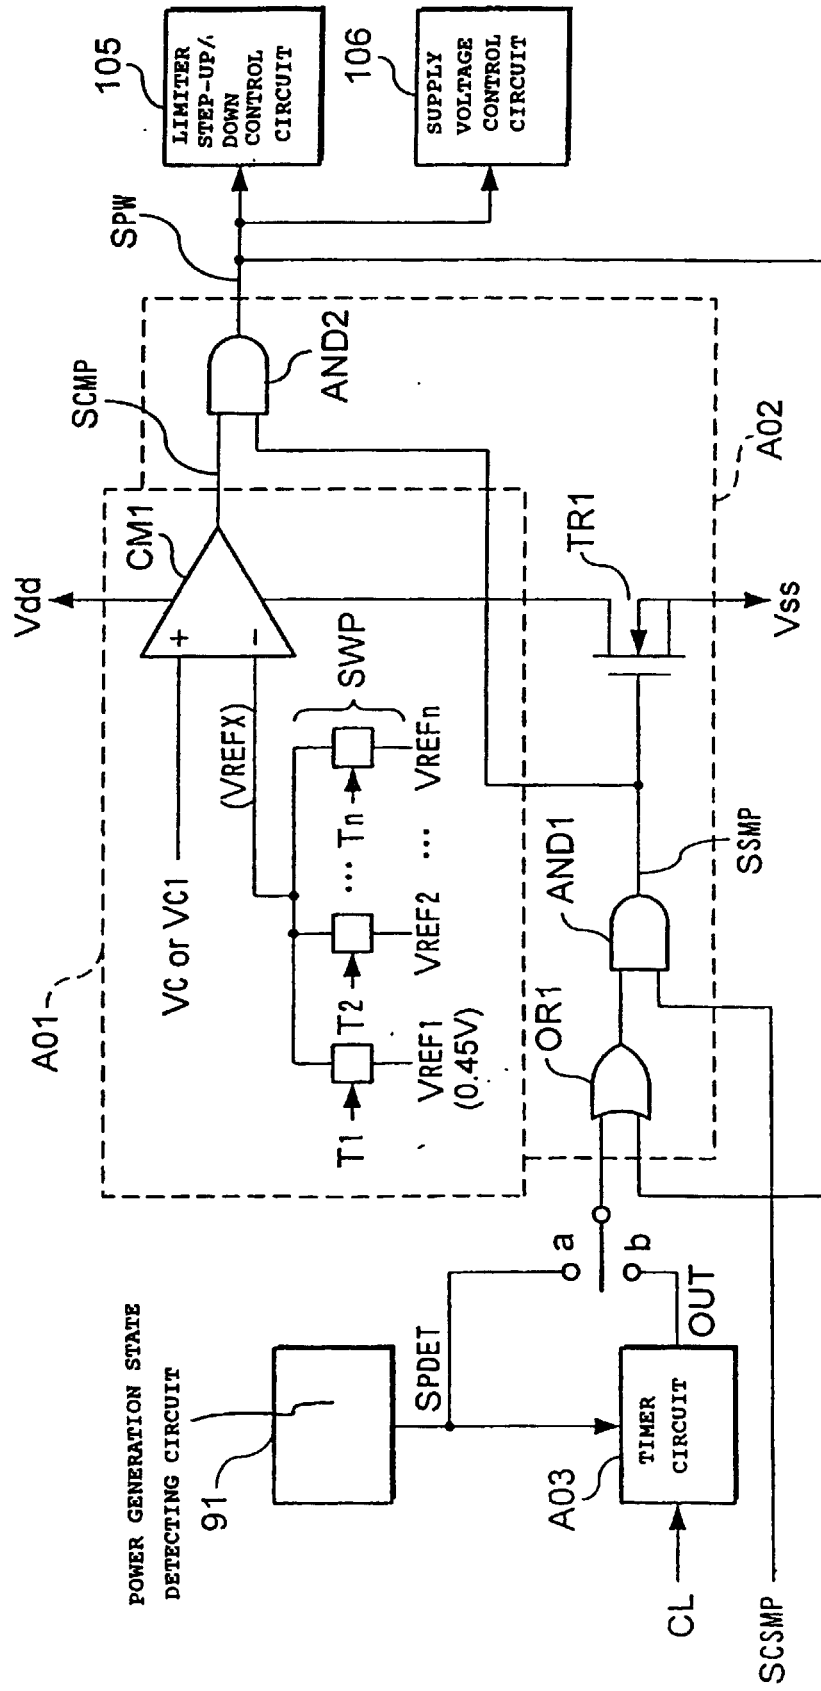 105
LIMITER
STEP-UP/
DOWN
CONTROL
CIRCUIT
106
SUPPLY
VOLTAGE
CONTROL
CIRCUIT
SPW
AND2
SCMP
A02
CM1
Vdd
TR1
Vss
SWP
(VREFX)
VREFn
Tn
...
...
VREF2
T2
VREF1
(0.45V)
T1
VC or VC1
A01
SSMP
AND1
OR1
a
b
OUT
SPDET
POWER GENERATION STATE
DETECTING CIRCUIT
91
TIMER
CIRCUIT
A03
CL
SCSMP